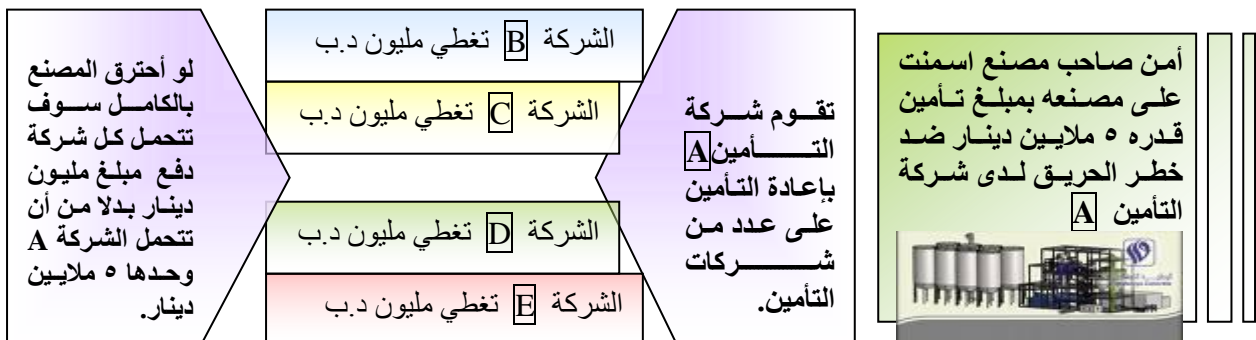 أمن صاحب مصنع اسمنت
على مصنعه بمبلغ تأمين
قدره ٥ ملايين دينار ضد
خطر الحريق لدى شركة
التأمين A
تقوم شركة
التأمين A
بإعادة التأمين
على عدد من
شركات
التأمين.
الشركة B تغطي مليون د.ب
الشركة C تغطي مليون د.ب
الشركة D تغطي مليون د.ب
الشركة E تغطي مليون د.ب
لو أحترق المصنع
بالكامل سوف
تتحمل كل شركة
دفع مبلغ مليون
دينار بدلا من أن
تتحمل الشركة A
وحدها ٥ ملايين
دينار.